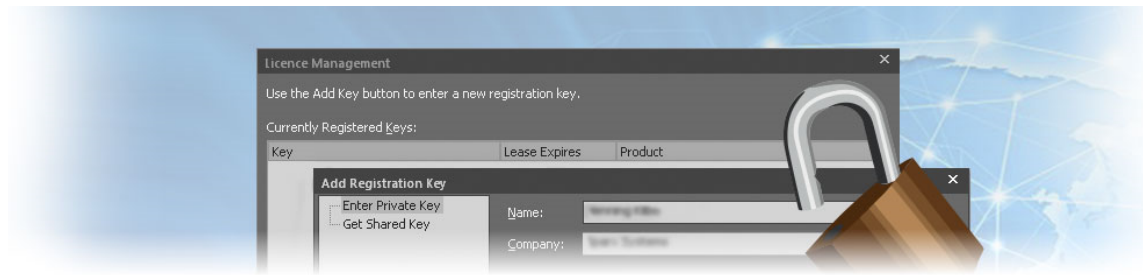 Licence Management
Use the Add Key button to enter a new registration key.
Currently Registered Keys:
Key Lease Expires Product
Add Registration Key
Enter Private Key
Get Shared Key
Name:
Company: